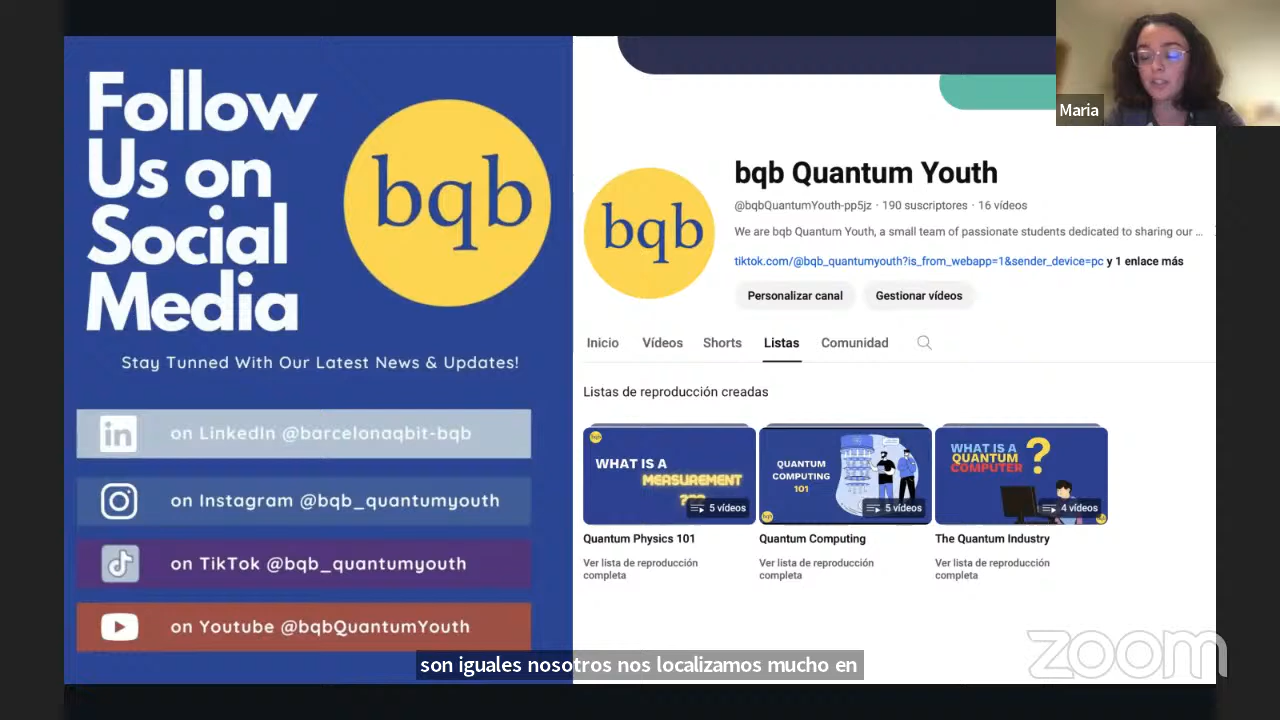 Follow
Us on
Social
Media
bqb
Stay Tunned With Our Latest News & Updates!
in
on LinkedIn @barcelonaqbit-bqb
on Instagram @bqb_quantumyouth
on TikTok @bqb_quantumyouth
on Youtube @bqbQuantumYouth
Maria
bqb
bqb Quantum Youth
@bqbQuantumYouth-pp5jz · 190 suscriptores · 16 vídeos
We are bqb Quantum Youth, a small team of passionate students dedicated to sharing our ...
tiktok.com/@bqb_quantumyouth?is_from_webapp=1&sender_device=pc y 1 enlace más
Personalizar canal Gestionar vídeos
Inicio Vídeos Shorts Listas Comunidad
Listas de reproducción creadas
bqb
WHAT IS A
MEASUREMENT
???
5 vídeos
QUANTUM
COMPUTING
101
bqb
5 vídeos
WHAT IS A
QUANTUM
COMPUTER
?
4 vídeos
Quantum Physics 101 Quantum Computing The Quantum Industry
Ver lista de reproducción
completa
Ver lista de reproducción
completa
Ver lista de reproducción
completa
zoom
son iguales nosotros nos localizamos mucho en